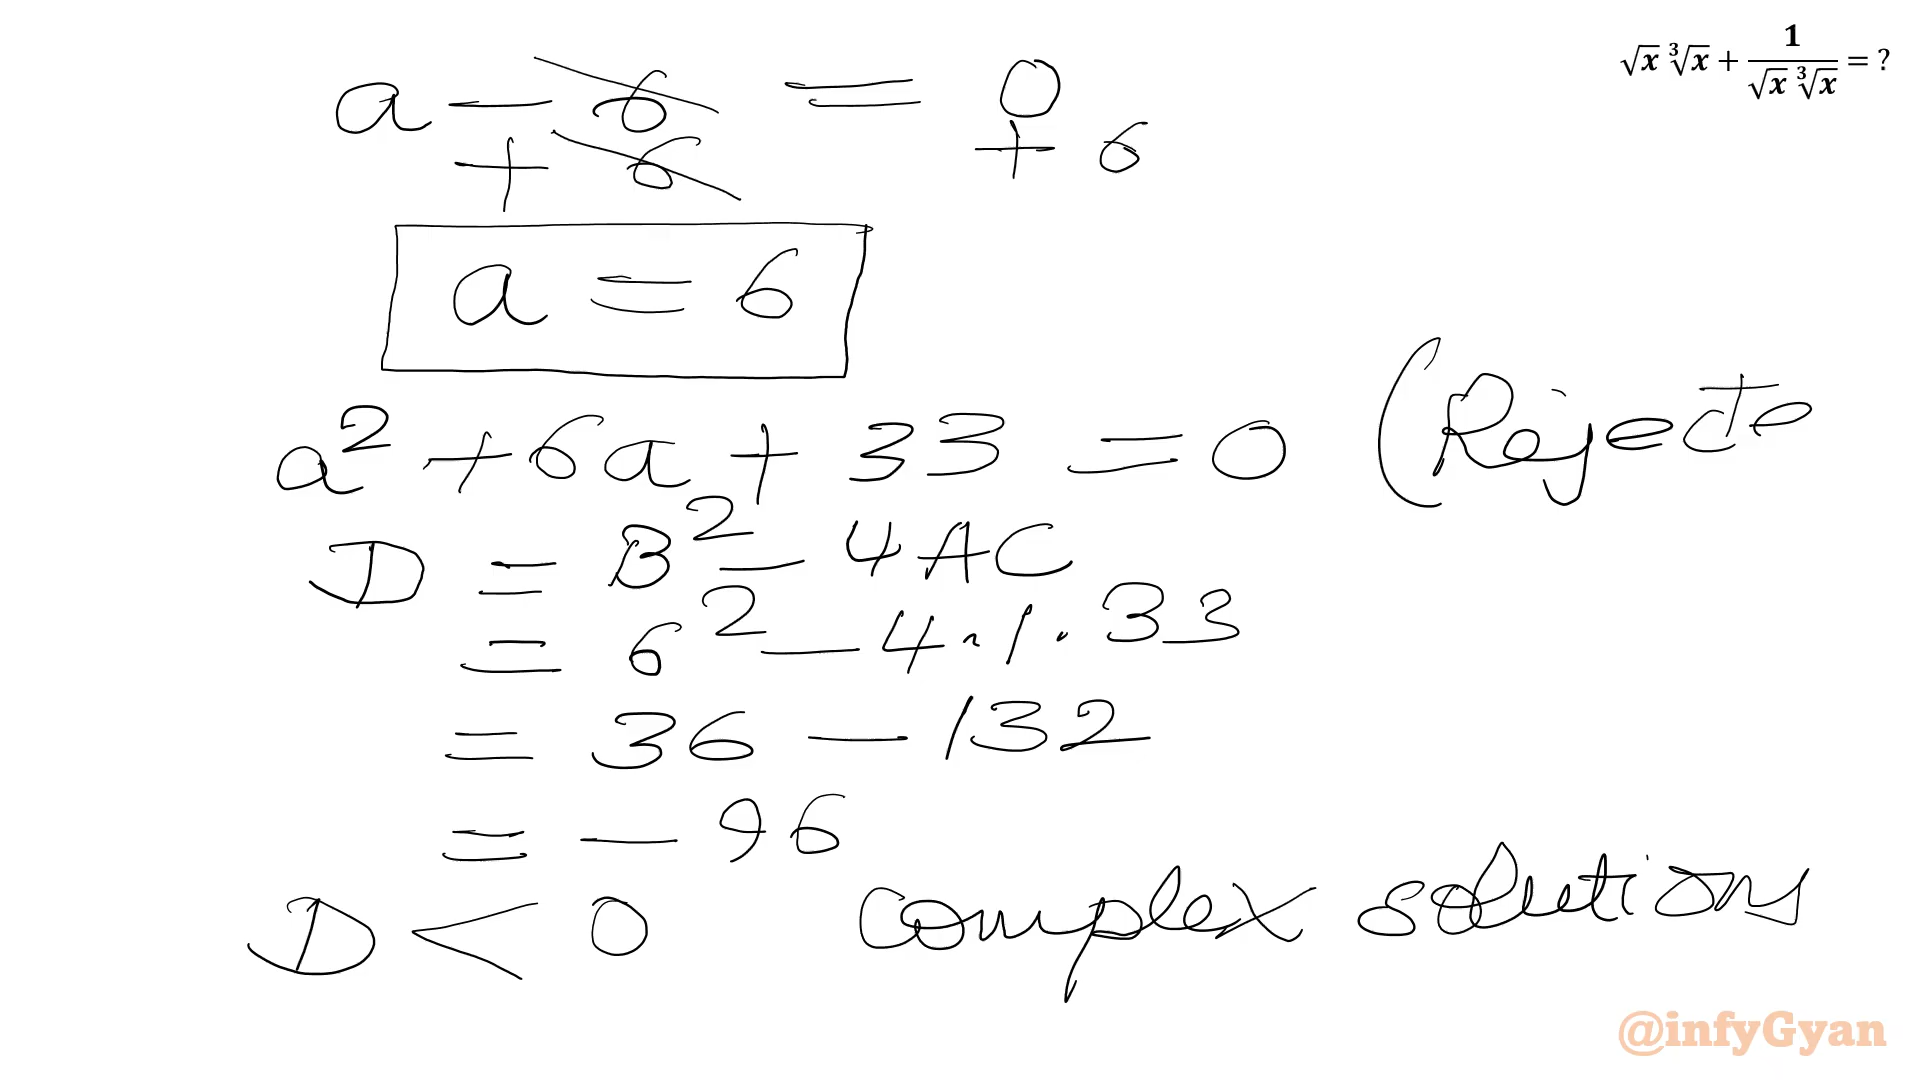 √x ∛x + 1/(√x ∛x) = ?
a - 6 = 0
+ 6 + 6
a = 6
a² + 6a + 33 = 0 (Rejecte
D = B² - 4AC
= 6² - 4·1·33
= 36 - 132
= - 96
D < 0 complex solutions
@infyGyan